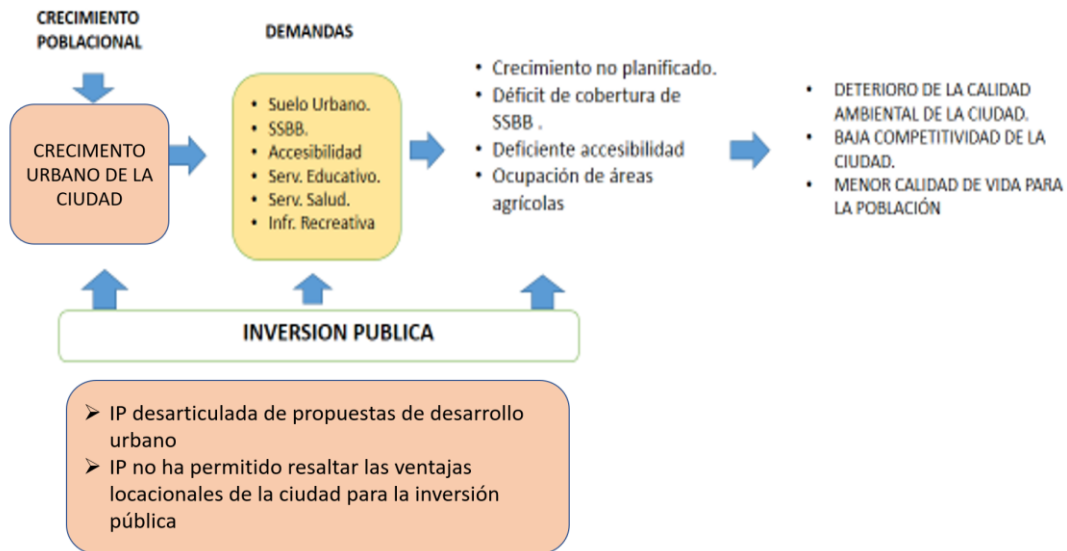 CRECIMIENTO
POBLACIONAL
CRECIMIENTO
URBANO DE LA
CIUDAD
DEMANDAS
• Suelo Urbano.
• SSBB.
• Accesibilidad
• Serv. Educativo.
• Serv. Salud.
• Infr. Recreativa
• Crecimiento no planificado.
• Déficit de cobertura de
SSBB .
• Deficiente accesibilidad
• Ocupación de áreas
agrícolas
• DETERIORO DE LA CALIDAD
AMBIENTAL DE LA CIUDAD.
• BAJA COMPETITIVIDAD DE LA
CIUDAD.
• MENOR CALIDAD DE VIDA PARA
LA POBLACIÓN
INVERSION PUBLICA
➢ IP desarticulada de propuestas de desarrollo
urbano
➢ IP no ha permitido resaltar las ventajas
locacionales de la ciudad para la inversión
pública